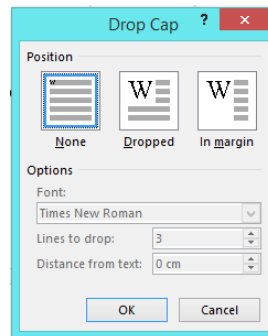 Drop Cap ? ×
Position
W W W
None Dropped In margin
Options
Font:
Times New Roman
Lines to drop: 3
Distance from text: 0 cm
OK Cancel